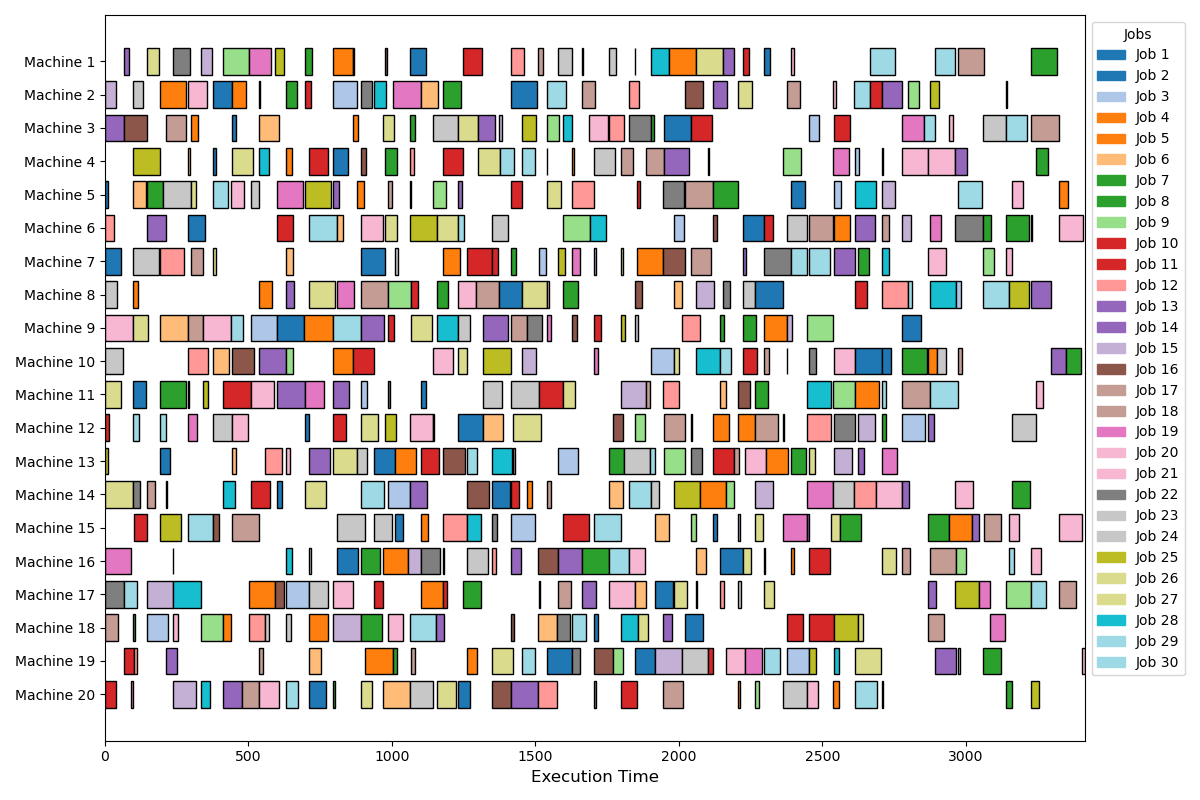 Machine 1
Machine 2
Machine 3
Machine 4
Machine 5
Machine 6
Machine 7
Machine 8
Machine 9
Machine 10
Machine 11
Machine 12
Machine 13
Machine 14
Machine 15
Machine 16
Machine 17
Machine 18
Machine 19
Machine 20
0 500 1000 1500 2000 2500 3000
Execution Time
Jobs
Job 1
Job 2
Job 3
Job 4
Job 5
Job 6
Job 7
Job 8
Job 9
Job 10
Job 11
Job 12
Job 13
Job 14
Job 15
Job 16
Job 17
Job 18
Job 19
Job 20
Job 21
Job 22
Job 23
Job 24
Job 25
Job 26
Job 27
Job 28
Job 29
Job 30